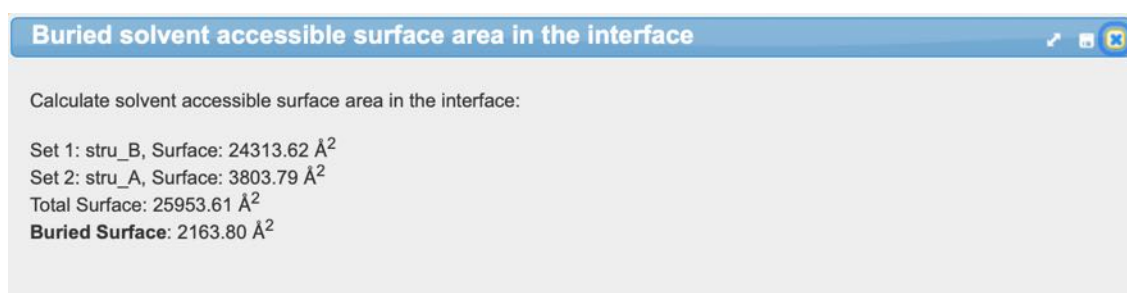 Buried solvent accessible surface area in the interface
Calculate solvent accessible surface area in the interface:
Set 1: stru_B, Surface: 24313.62 Å²
Set 2: stru_A, Surface: 3803.79 Å²
Total Surface: 25953.61 Å²
Buried Surface: 2163.80 Å²